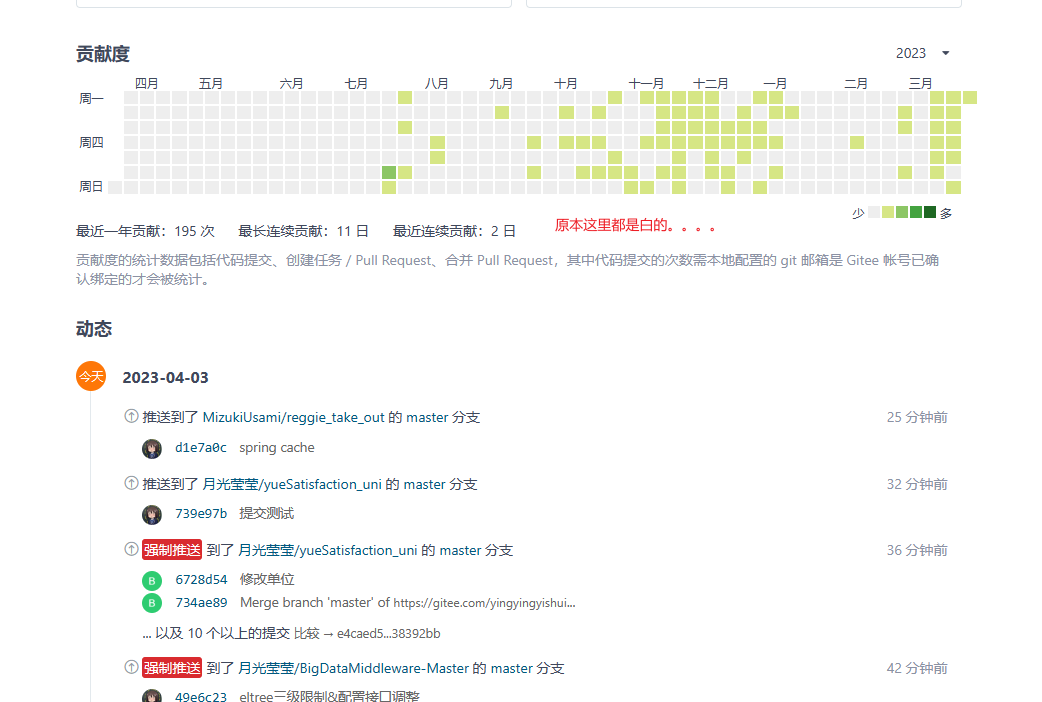 贡献度
2023
四月 五月 六月 七月 八月 九月 十月 十一月 十二月 一月 二月 三月
周一
周四
周日
少 多
最近一年贡献：195 次 最长连续贡献：11 日 最近连续贡献：2 日
原本这里都是白的。。。。
贡献度的统计数据包括代码提交、创建任务 / Pull Request、合并 Pull Request，其中代码提交的次数需本地配置的 git 邮箱是 Gitee 帐号已确
认绑定的才会被统计。
动态
今天 2023-04-03
推送到了 MizukiUsami/reggie_take_out 的 master 分支 25 分钟前
d1e7a0c spring cache
推送到了 月光莹莹/yueSatisfaction_uni 的 master 分支 32 分钟前
739e97b 提交测试
强制推送 到了 月光莹莹/yueSatisfaction_uni 的 master 分支 36 分钟前
B 6728d54 修改单位
B 734ae89 Merge branch 'master' of https://gitee.com/yingyingyishui...
... 以及 10 个以上的提交 比较 → e4caed5...38392bb
强制推送 到了 月光莹莹/BigDataMiddleware-Master 的 master 分支 42 分钟前
49e6c23 eltree三级限制&配置接口调整